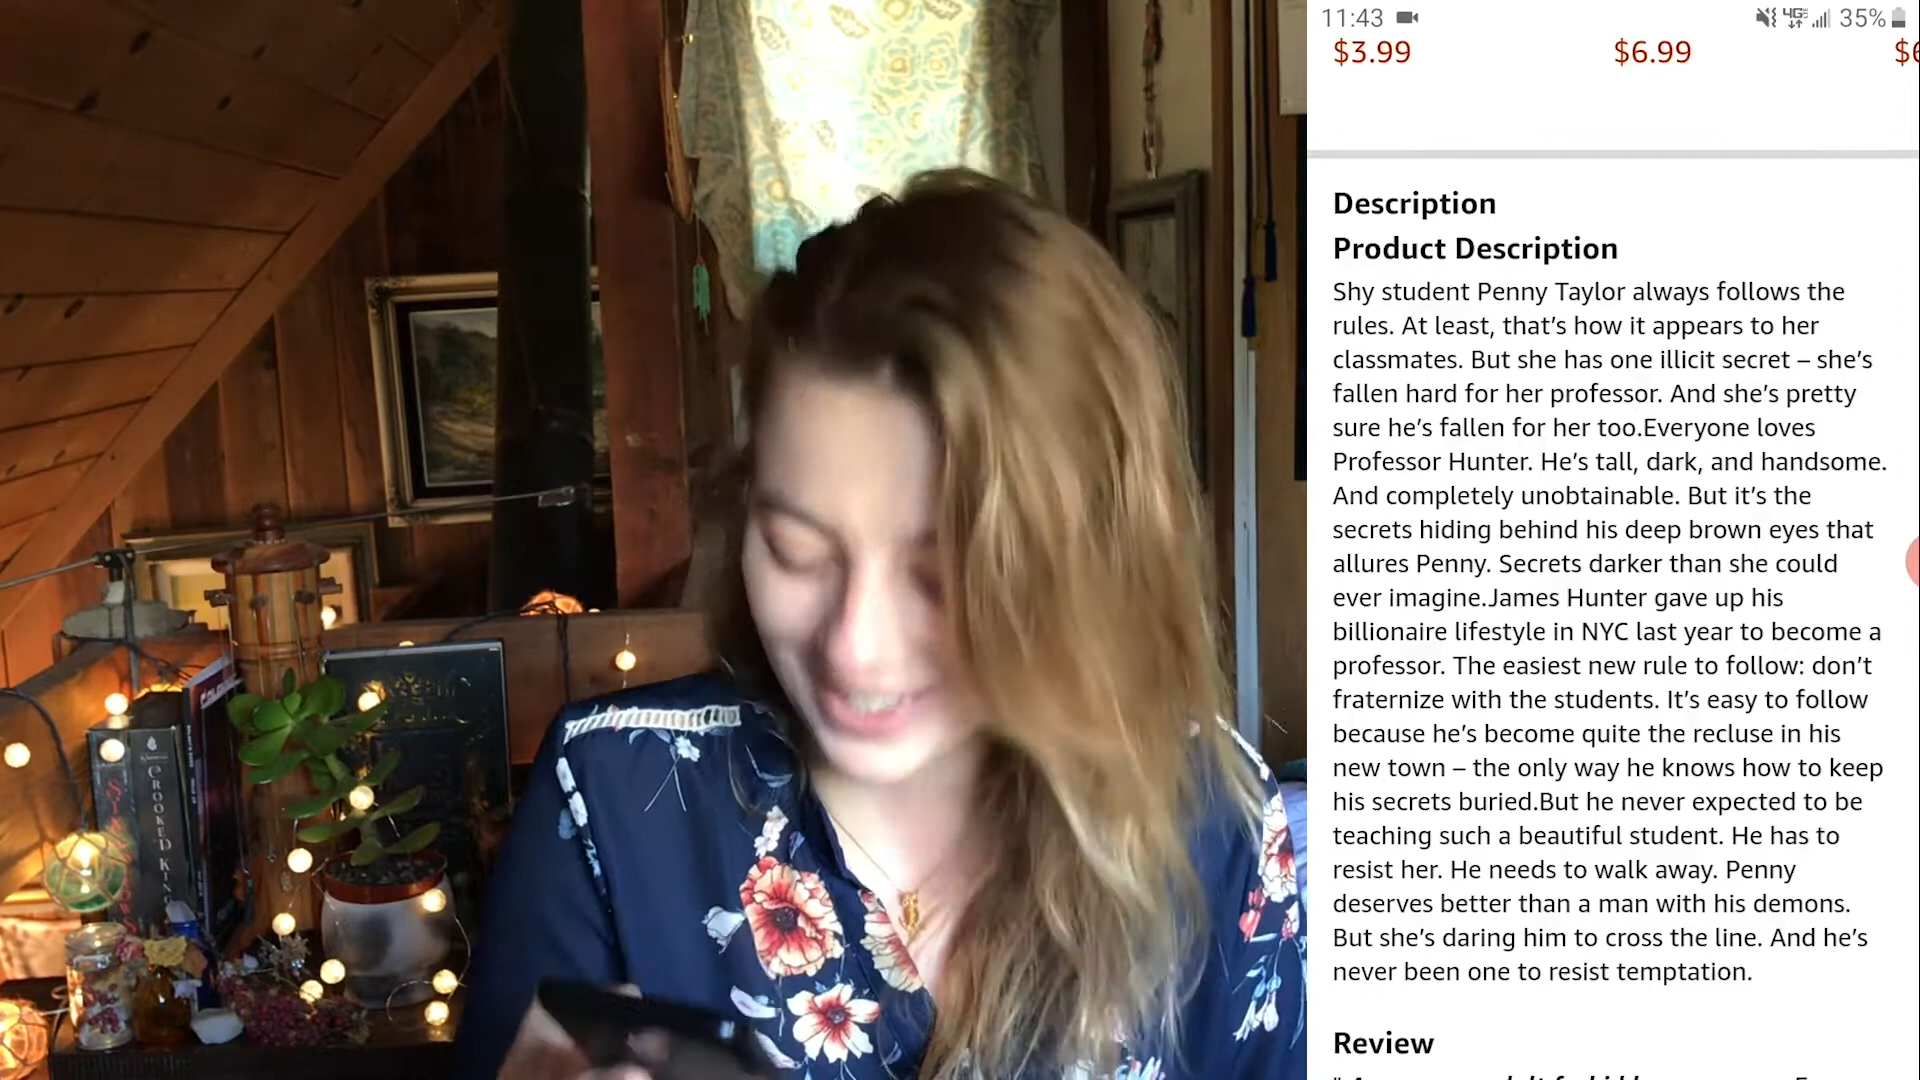 11:43
4G
35%
$3.99 $6.99
Description
Product Description
Shy student Penny Taylor always follows the
rules. At least, that’s how it appears to her
classmates. But she has one illicit secret – she’s
fallen hard for her professor. And she’s pretty
sure he’s fallen for her too.Everyone loves
Professor Hunter. He’s tall, dark, and handsome.
And completely unobtainable. But it’s the
secrets hiding behind his deep brown eyes that
allures Penny. Secrets darker than she could
ever imagine.James Hunter gave up his
billionaire lifestyle in NYC last year to become a
professor. The easiest new rule to follow: don’t
fraternize with the students. It’s easy to follow
because he’s become quite the recluse in his
new town – the only way he knows how to keep
his secrets buried.But he never expected to be
teaching such a beautiful student. He has to
resist her. He needs to walk away. Penny
deserves better than a man with his demons.
But she’s daring him to cross the line. And he’s
never been one to resist temptation.
Review
CROOKED KING